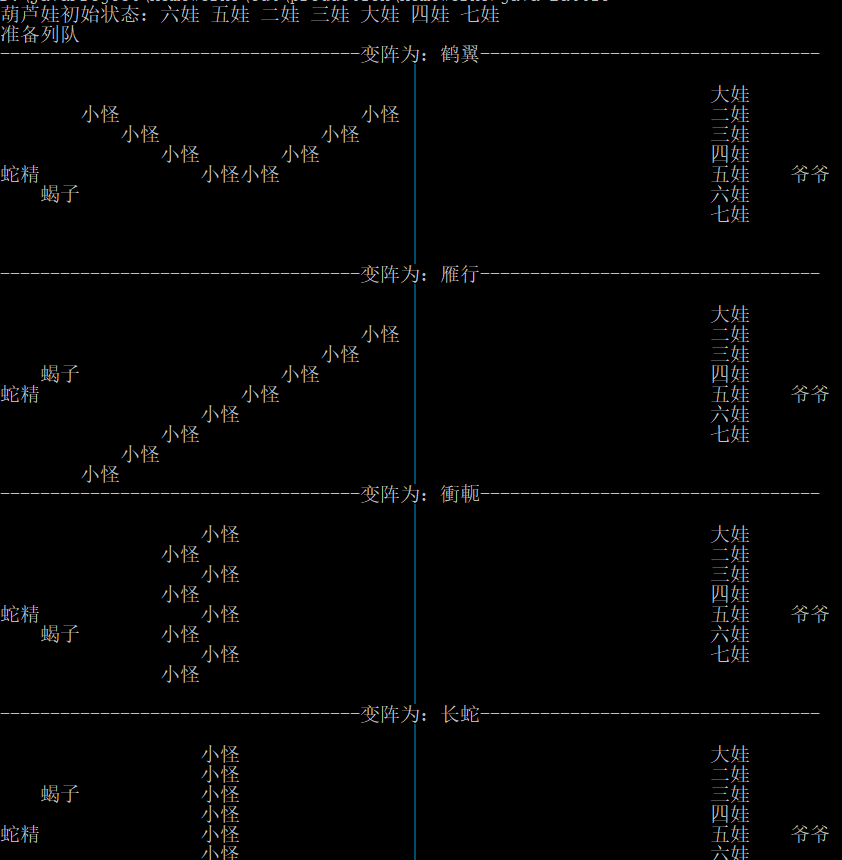 葫芦娃初始状态：六娃 五娃 二娃 三娃 大娃 四娃 七娃
准备列队
变阵为：鹤翼
大娃
小怪 小怪 二娃
小怪 小怪 三娃
小怪 小怪 四娃
蛇精 小怪小怪 五娃 爷爷
蝎子 六娃
七娃
变阵为：雁行
大娃
小怪 二娃
小怪 三娃
蝎子 小怪 四娃
蛇精 小怪 五娃 爷爷
小怪 六娃
小怪 七娃
小怪
小怪
变阵为：衝軛
小怪 大娃
小怪 二娃
小怪 三娃
小怪 四娃
蛇精 小怪 五娃 爷爷
蝎子 小怪 六娃
小怪 七娃
小怪
变阵为：长蛇
小怪 大娃
小怪 二娃
蝎子 小怪 三娃
小怪 四娃
蛇精 小怪 五娃 爷爷
小怪 六娃